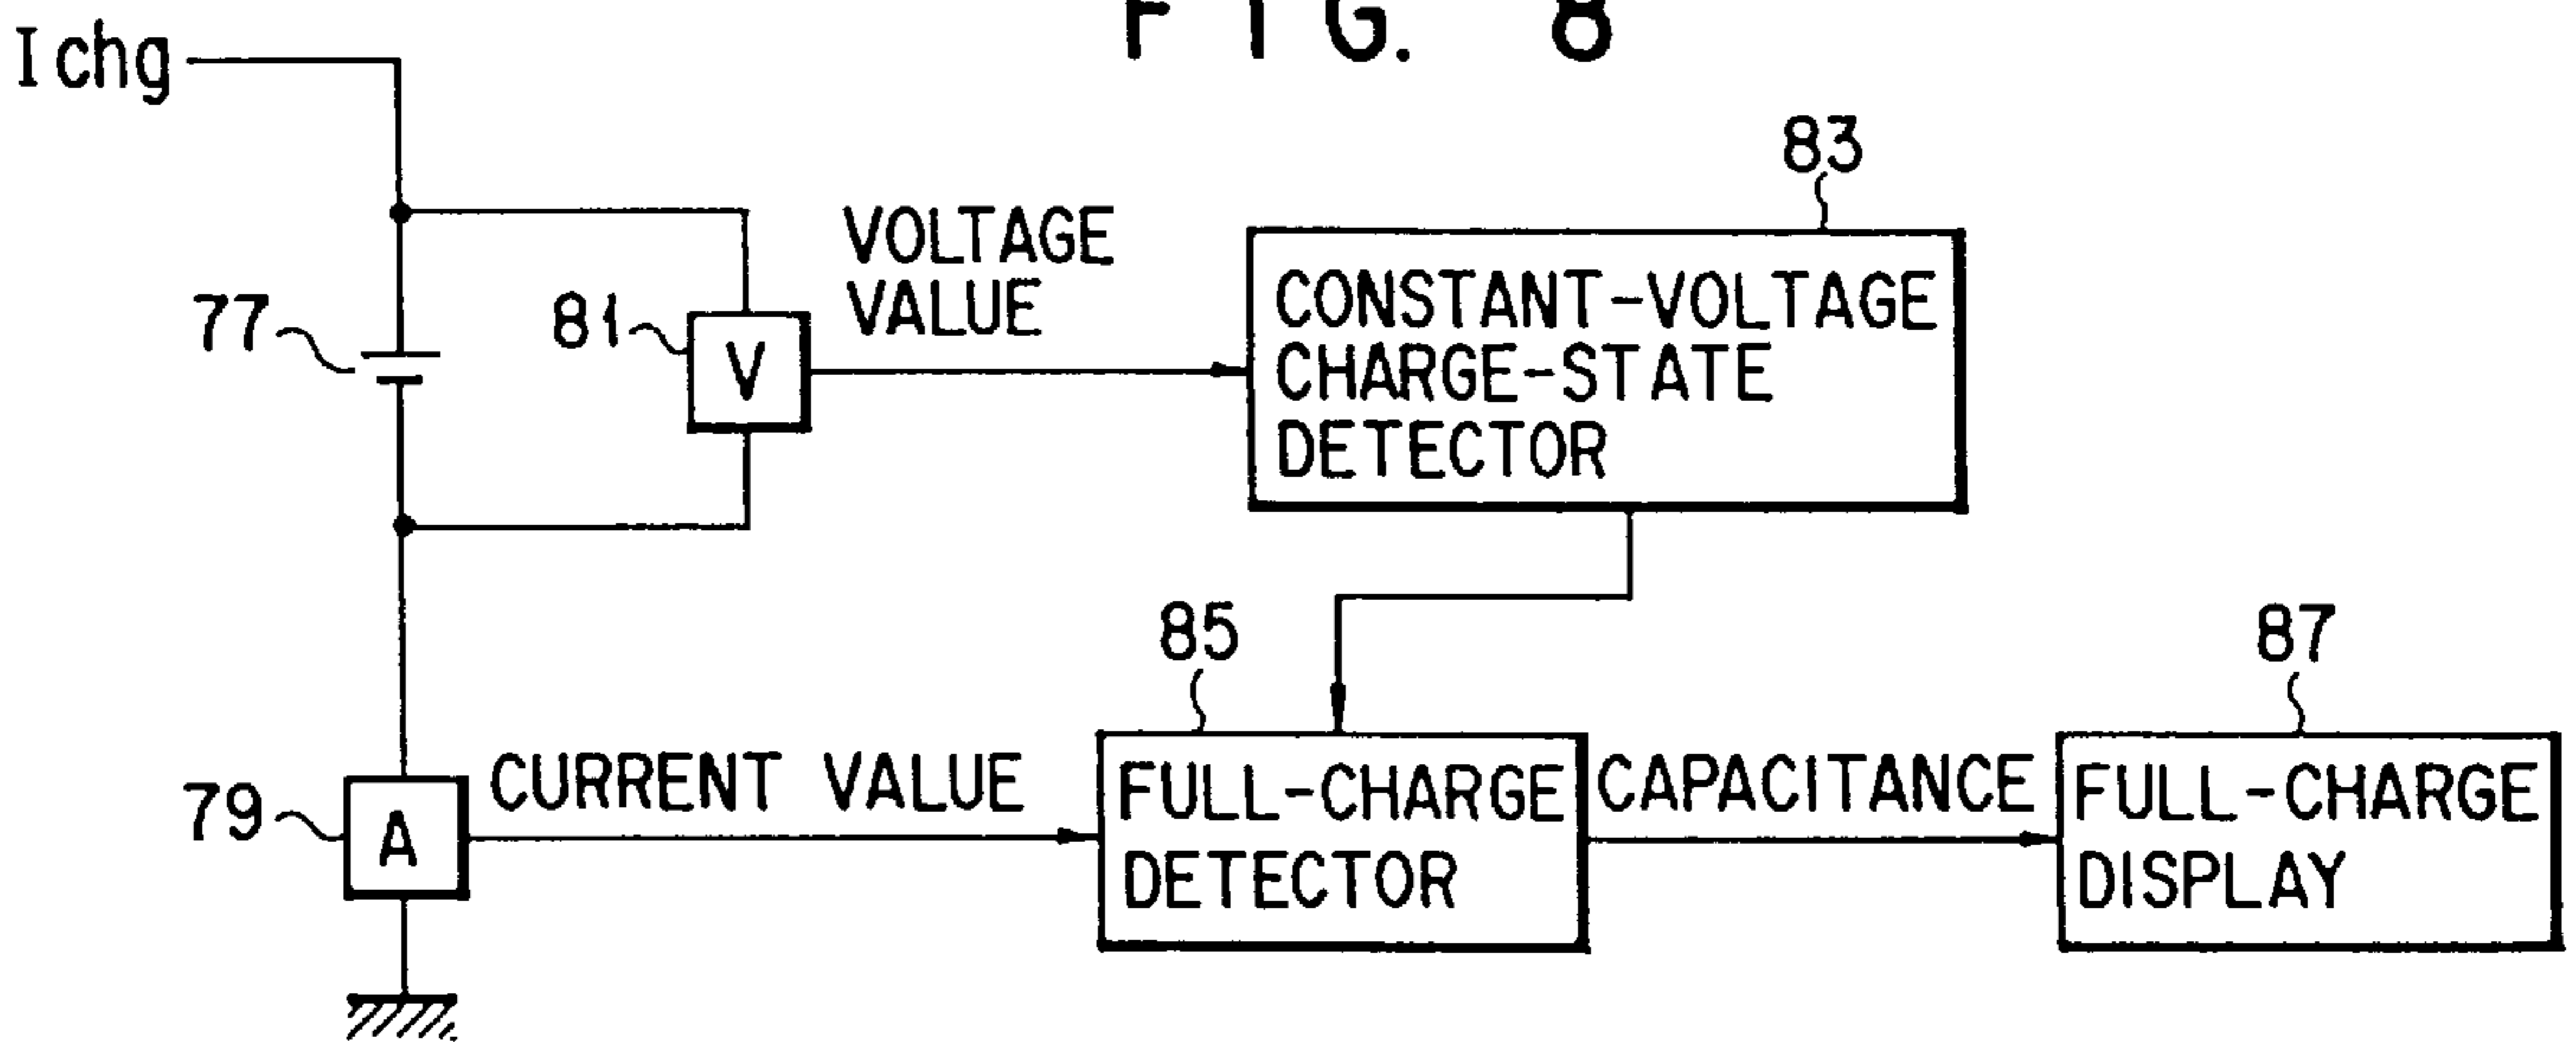 FIG. 8
Ichg
83
VOLTAGE
VALUE
CONSTANT-VOLTAGE
CHARGE-STATE
DETECTOR
77
81
V
85
87
79
A
CURRENT VALUE
FULL-CHARGE
DETECTOR
CAPACITANCE
FULL-CHARGE
DISPLAY